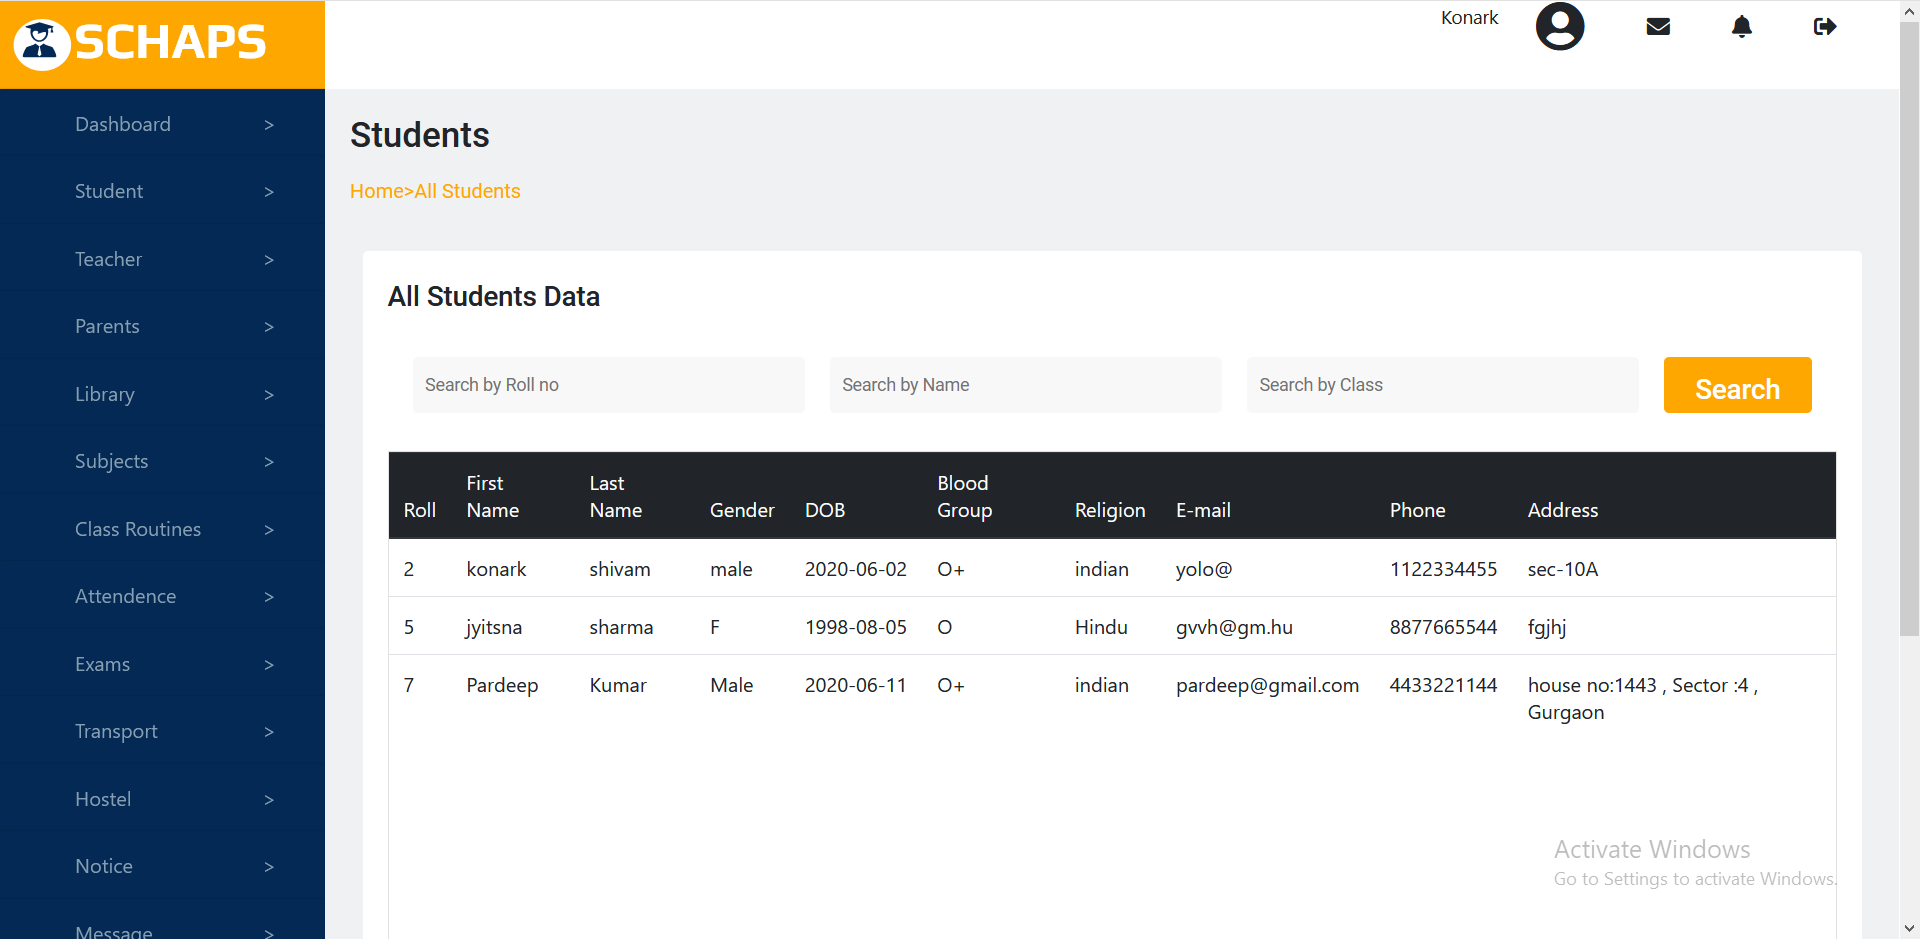 SCHAPS
Konark
Dashboard >
Student >
Teacher >
Parents >
Library >
Subjects >
Class Routines >
Attendence >
Exams >
Transport >
Hostel >
Notice >
Message >
Students
Home>All Students
All Students Data
Search by Roll no Search by Name Search by Class Search
Roll First Name Last Name Gender DOB Blood Group Religion E-mail Phone Address
2 konark shivam male 2020-06-02 O+ indian yolo@ 1122334455 sec-10A
5 jyitsna sharma F 1998-08-05 O Hindu gvvh@gm.hu 8877665544 fgjhj
7 Pardeep Kumar Male 2020-06-11 O+ indian pardeep@gmail.com 4433221144 house no:1443 , Sector :4 ,
Gurgaon
Activate Windows
Go to Settings to activate Windows.